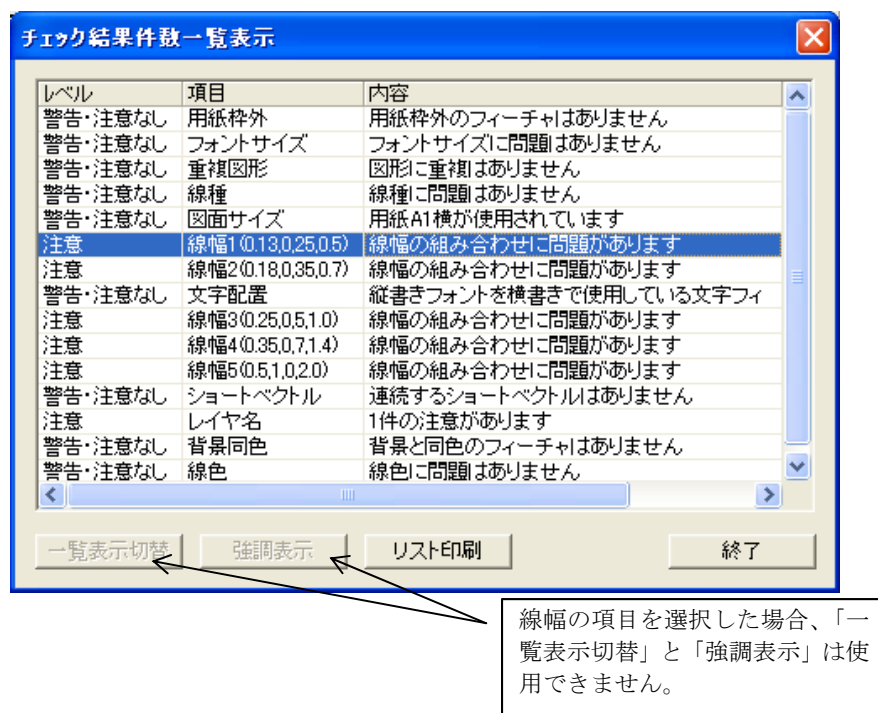 チェック結果件数一覧表示
レベル 項目 内容
警告・注意なし 用紙枠外 用紙枠外のフィーチャはありません
警告・注意なし フォントサイズ フォントサイズに問題はありません
警告・注意なし 重複図形 図形に重複はありません
警告・注意なし 線種 線種に問題はありません
警告・注意なし 図面サイズ 用紙A1横が使用されています
注意 線幅1(0.13,0,25,0.5) 線幅の組み合わせに問題があります
注意 線幅2(0.18,0,35,0.7) 線幅の組み合わせに問題があります
警告・注意なし 文字配置 縦書きフォントを横書きで使用している文字フィ
注意 線幅3(0.25,0,5,1.0) 線幅の組み合わせに問題があります
注意 線幅4(0.35,0,7,1.4) 線幅の組み合わせに問題があります
注意 線幅5(0.5,1,0,2.0) 線幅の組み合わせに問題があります
警告・注意なし ショートベクトル 連続するショートベクトルはありません
注意 レイヤ名 1件の注意があります
警告・注意なし 背景同色 背景と同色のフィーチャはありません
警告・注意なし 線色 線色に問題はありません
一覧表示切替 強調表示 リスト印刷 終了
線幅の項目を選択した場合、「一
覧表示切替」と「強調表示」は使
用できません。